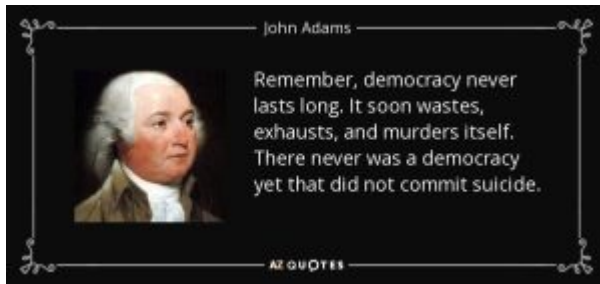 John Adams
Remember, democracy never
lasts long. It soon wastes,
exhausts, and murders itself.
There never was a democracy
yet that did not commit suicide.
AZ QUOTES